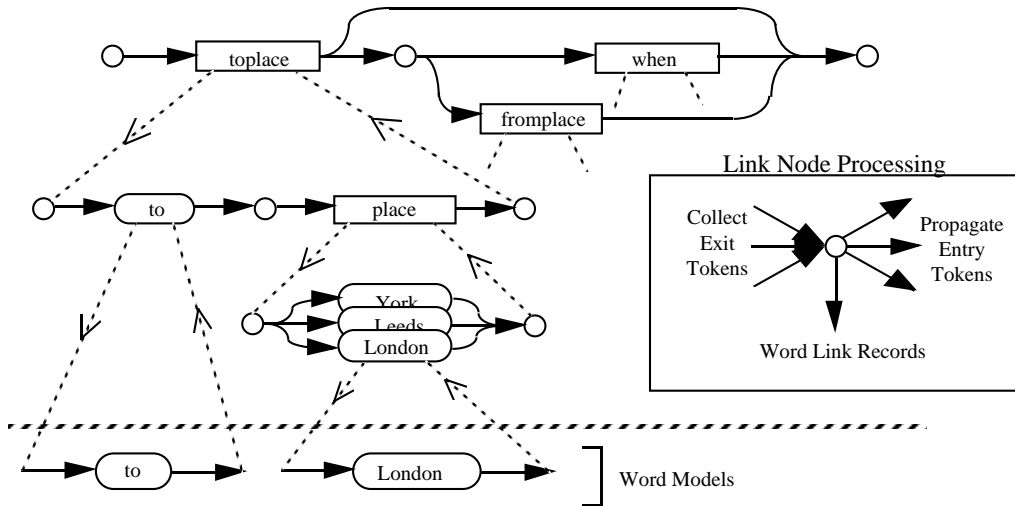 toplace
when
fromplace
Link Node Processing
to
place
Collect
Exit
Tokens
Propagate
Entry
Tokens
Word Link Records
York
Leeds
London
to
London
Word Models